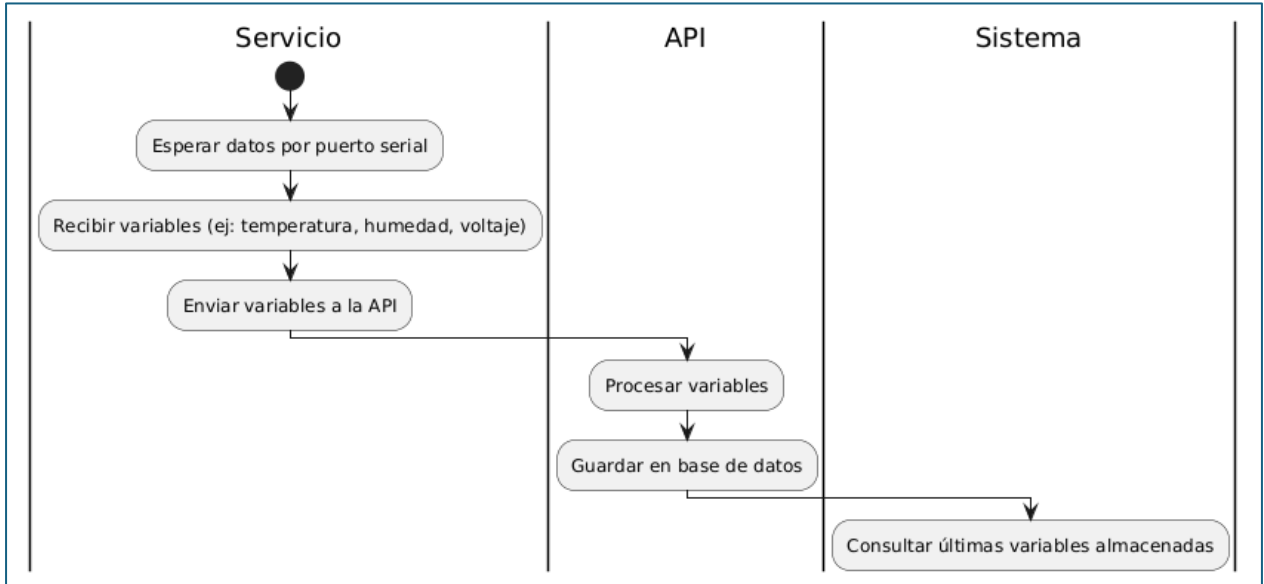 Servicio
API
Sistema
Esperar datos por puerto serial
Recibir variables (ej: temperatura, humedad, voltaje)
Enviar variables a la API
Procesar variables
Guardar en base de datos
Consultar últimas variables almacenadas